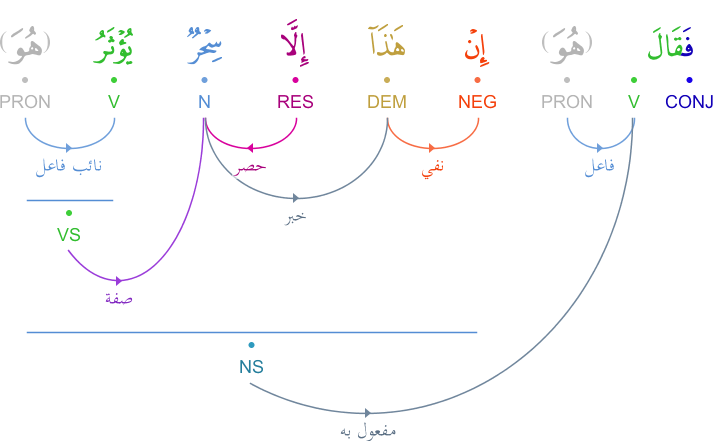 فَقَالَ (هُوَ) إِنْ هَٰذَآ إِلَّا سِحْرٌ يُؤْثَرُ (هُوَ)
CONJ V PRON NEG DEM RES N V PRON
فاعل نفي حصر نائب فاعل
خبر
VS
صفة
NS
مفعول به